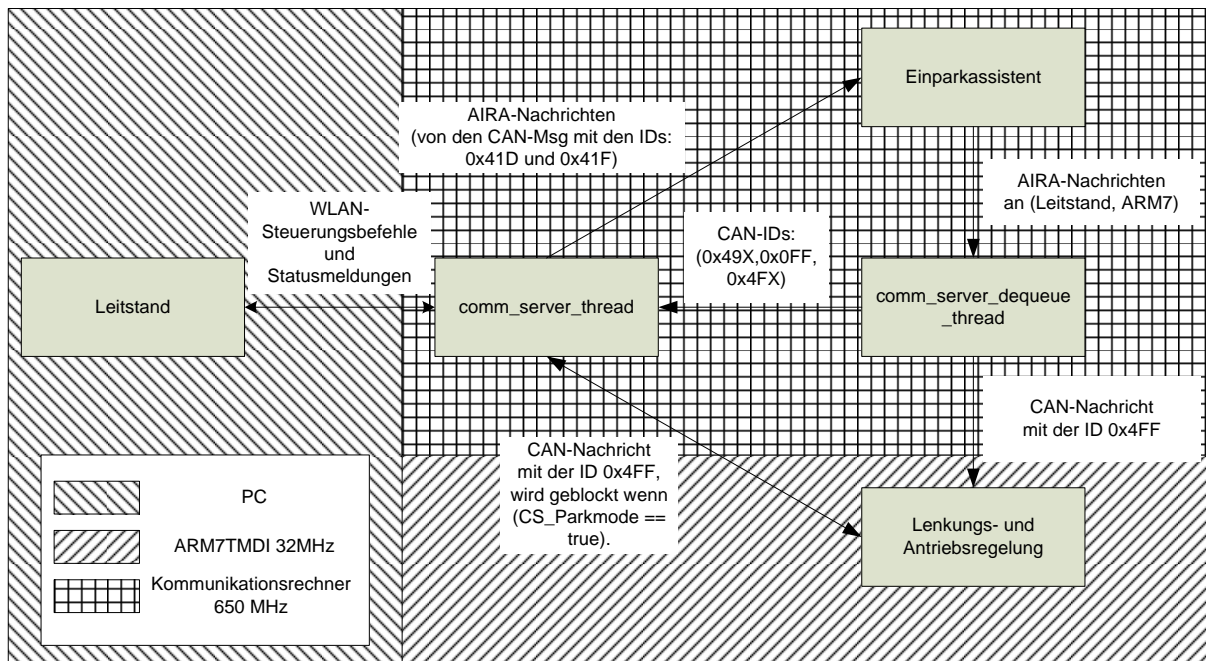 Einparkassistent
AIRA-Nachrichten
(von den CAN-Msg mit den IDs:
0x41D und 0x41F)
AIRA-Nachrichten
an (Leitstand, ARM7)
WLAN-
Steuerungsbefehle
und
Statusmeldungen
CAN-IDs:
(0x49X,0x0FF,
0x4FX)
Leitstand
comm_server_thread
comm_server_dequeue
_thread
CAN-Nachricht
mit der ID 0x4FF
CAN-Nachricht
mit der ID 0x4FF,
wird geblockt wenn
(CS_Parkmode ==
true).
Lenkungs- und
Antriebsregelung
PC
ARM7TMDI 32MHz
Kommunikationsrechner
650 MHz